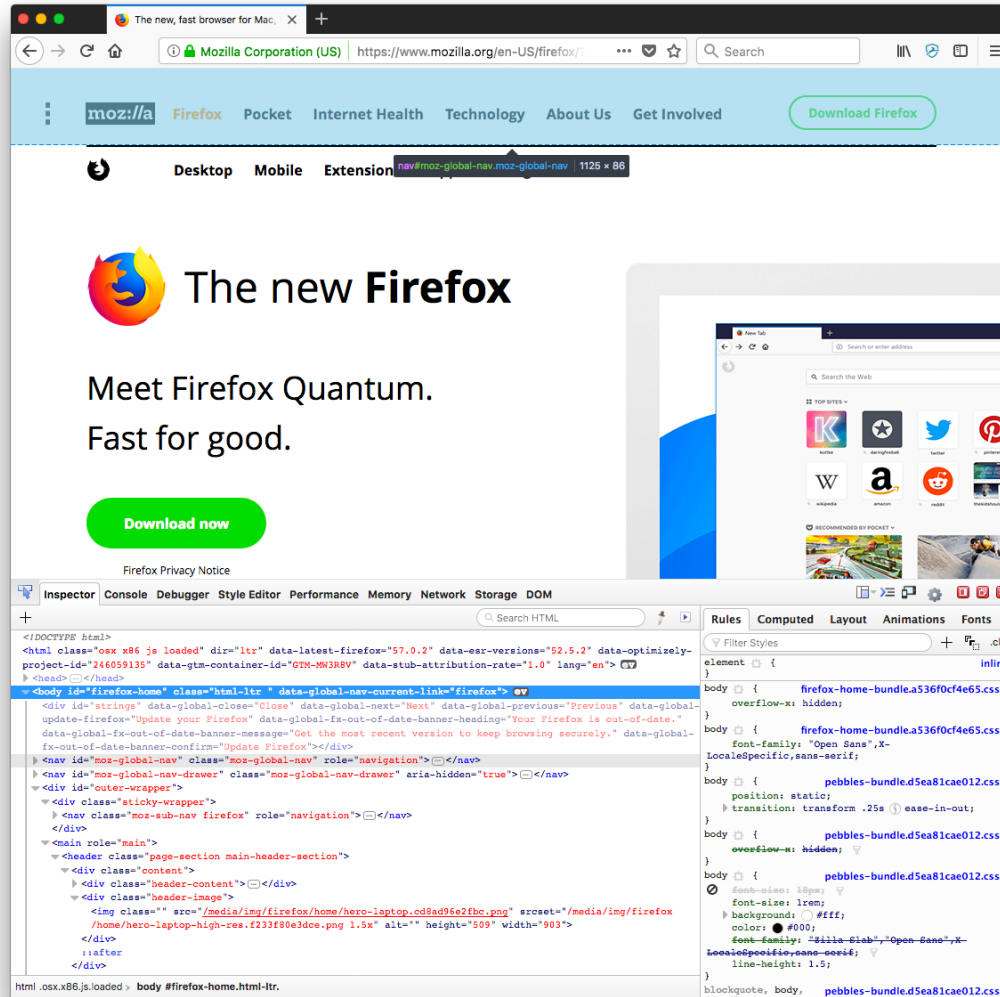 The new, fast browser for Mac,
Mozilla Corporation (US)
https://www.mozilla.org/en-US/firefox/
Search
moz://a
Firefox
Pocket
Internet Health
Technology
About Us
Get Involved
Download Firefox
Desktop
Mobile
Extension
nav#moz-global-nav.moz-global-nav
1125 × 86
The new Firefox
Meet Firefox Quantum.
Fast for good.
Download now
Firefox Privacy Notice
New Tab
Search or enter address
Search the Web
TOP SITES
kottke
daringfireball
twitter
wikipedia
amazon
reddit
RECOMMENDED BY POCKET
Inspector
Console
Debugger
Style Editor
Performance
Memory
Network
Storage
DOM
Search HTML
<!DOCTYPE html>
<html class="osx x86 js loaded" dir="ltr" data-latest-firefox="57.0.2" data-esr-versions="52.5.2" data-optimizely-
project-id="246059135" data-gtm-container-id="GTM-MW3R8V" data-stub-attribution-rate="1.0" lang="en"> ev
<head></head>
<body id="firefox-home" class="html-ltr " data-global-nav-current-link="firefox"> ev
<div id="strings" data-global-close="Close" data-global-next="Next" data-global-previous="Previous" data-global-
update-firefox="Update your Firefox" data-global-fx-out-of-date-banner-heading="Your Firefox is out-of-date."
data-global-fx-out-of-date-banner-message="Get the most recent version to keep browsing securely." data-global-
fx-out-of-date-banner-confirm="Update Firefox"></div>
<nav id="moz-global-nav" class="moz-global-nav" role="navigation"></nav>
<nav id="moz-global-nav-drawer" class="moz-global-nav-drawer" aria-hidden="true"></nav>
<div id="outer-wrapper">
<div class="sticky-wrapper">
<nav class="moz-sub-nav firefox" role="navigation"></nav>
</div>
<main role="main">
<header class="page-section main-header-section">
<div class="content">
<div class="header-content"></div>
<div class="header-image">
<img class="" src="/media/img/firefox/home/hero-laptop.cd8ad96e2fbc.png" srcset="/media/img/firefox
/home/hero-laptop-high-res.f233f80e3dce.png 1.5x" alt="" height="509" width="903">
</div>
::after
</div>
html .osx.x86.js.loaded > body #firefox-home.html-ltr.
Rules
Computed
Layout
Animations
Fonts
Filter Styles
element {
inlin
}
body {
firefox-home-bundle.a536f0cf4e65.css
overflow-x: hidden;
}
body {
firefox-home-bundle.a536f0cf4e65.css
font-family: "Open Sans",X-
LocaleSpecific,sans-serif;
}
body {
pebbles-bundle.d5ea81cae012.css
position: static;
transition: transform .25s ease-in-out;
}
body {
pebbles-bundle.d5ea81cae012.css
overflow-x: hidden;
}
body {
pebbles-bundle.d5ea81cae012.css
font-size: 18px;
font-size: 1rem;
background: #fff;
color: #000;
font-family: "Zilla Slab","Open Sans",X-
LocaleSpecific,sans-serif;
line-height: 1.5;
}
blockquote, body,
pebbles-bundle.d5ea81cae012.css